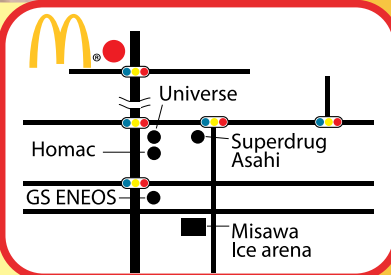 M®
Universe
Homac
Superdrug
Asahi
GS ENEOS
Misawa
Ice arena